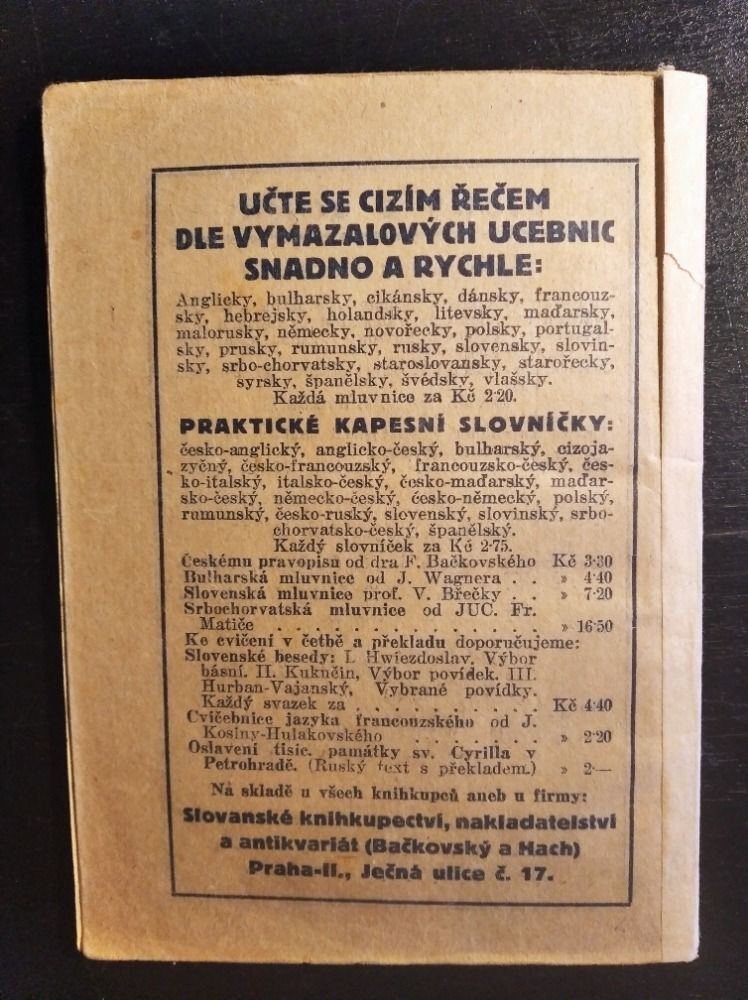 UČTE SE CIZÍM ŘEČEM
DLE VYMAZALOVÝCH UCEBNIC
SNADNO A RYCHLE:
Anglicky, bulharsky, cikánsky, dánsky, francouz-
sky, hebrejsky, holandsky, litevsky, maďarsky,
malorusky, německy, novořecky, polsky, portugal-
sky, prusky, rumunsky, rusky, slovensky, slovin-
sky, srbo-chorvatsky, staroslovansky, starořecky,
syrsky, španělsky, švédsky, vlašsky.
Každá mluvnice za Kč 2·20.
PRAKTICKÉ KAPESNÍ SLOVNÍČKY:
česko-anglický, anglicko-český, bulharský, cizoja-
zyčný, česko-francouzský, francouzsko-český, čes-
ko-italský, italsko-český, česko-maďarský, maďar-
sko-český, německo-český, česko-německý, polský,
rumunský, česko-ruský, slovenský, slovinský, srbo-
chorvatsko-český, španělský.
Každý slovníček za Kč 2·75.
Českému pravopisu od dra F. Bačkovského Kč 3·30
Bulharská mluvnice od J. Wagnera . . » 4·40
Slovenská mluvnice prof. V. Břečky . . » 7·20
Srbochorvatská mluvnice od JUC. Fr.
Matiče . . . . . . . . . . . . . » 16·50
Ke cvičení v četbě a překladu doporučujeme:
Slovenské besedy: I. Hwiezdoslav, Výbor
básní. II. Kukučin, Výbor povídek. III.
Hurban-Vajanský, Vybrané povídky.
Každý svazek za . . . . . . . . . Kč 4·40
Cvičebnice jazyka francouzského od J.
Kosiny-Hulakovského . . . . . . » 2·20
Oslavení tisíc. památky sv. Cyrilla v
Petrohradě. (Ruský text s překladem.) » 2·—
Na skladě u všech knihkupců aneb u firmy:
Slovanské knihkupectví, nakladatelství
a antikvariát (Bačkovský a Hach)
Praha-II., Ječná ulice č. 17.